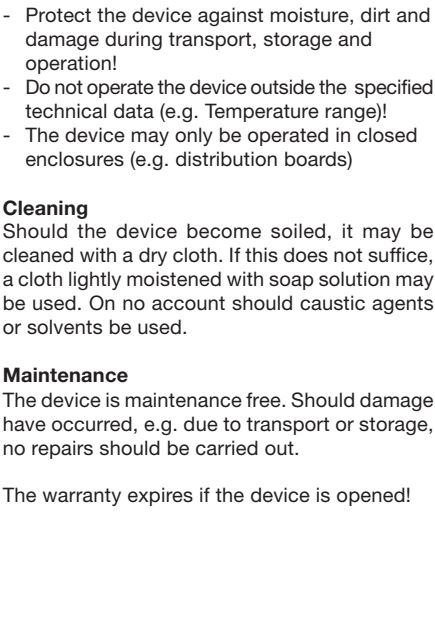 - Protect the device against moisture, dirt and
damage during transport, storage and
operation!
- Do not operate the device outside the specified
technical data (e.g. Temperature range)!
- The device may only be operated in closed
enclosures (e.g. distribution boards)
Cleaning
Should the device become soiled, it may be
cleaned with a dry cloth. If this does not suffice,
a cloth lightly moistened with soap solution may
be used. On no account should caustic agents
or solvents be used.
Maintenance
The device is maintenance free. Should damage
have occurred, e.g. due to transport or storage,
no repairs should be carried out.
The warranty expires if the device is opened!